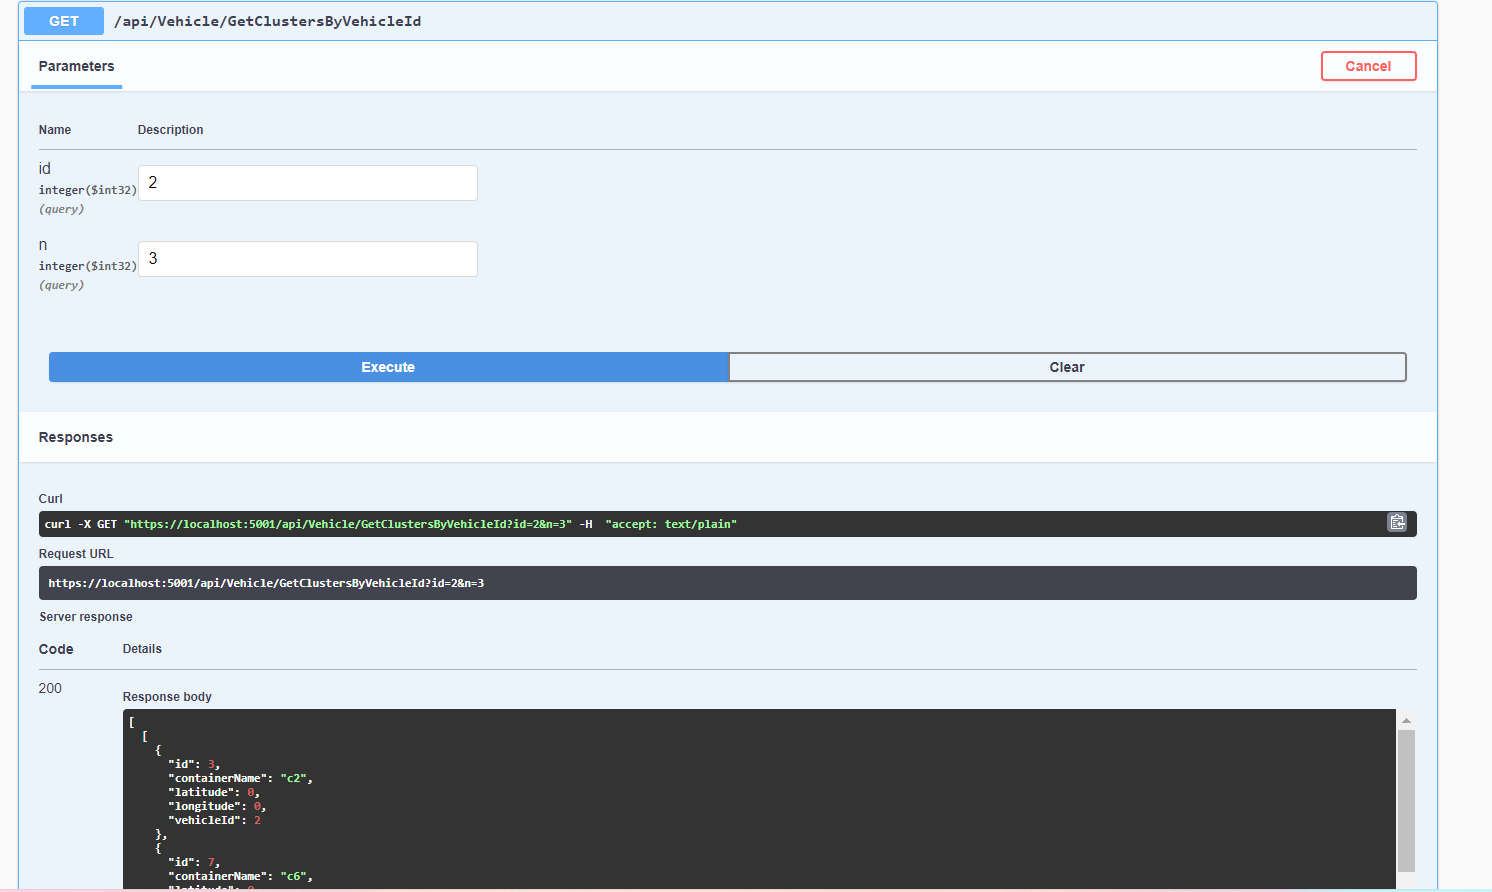 GET /api/Vehicle/GetClustersByVehicleId
Parameters
Cancel
Name Description
id
integer($int32)
(query)
2
n
integer($int32)
(query)
3
Execute
Clear
Responses
Curl
curl -X GET "https://localhost:5001/api/Vehicle/GetClustersByVehicleId?id=2&n=3" -H  "accept: text/plain"
Request URL
https://localhost:5001/api/Vehicle/GetClustersByVehicleId?id=2&n=3
Server response
Code Details
200
Response body
[
  [
    {
      "id": 3,
      "containerName": "c2",
      "latitude": 0,
      "longitude": 0,
      "vehicleId": 2
    },
    {
      "id": 7,
      "containerName": "c6",
      "latitude": 0